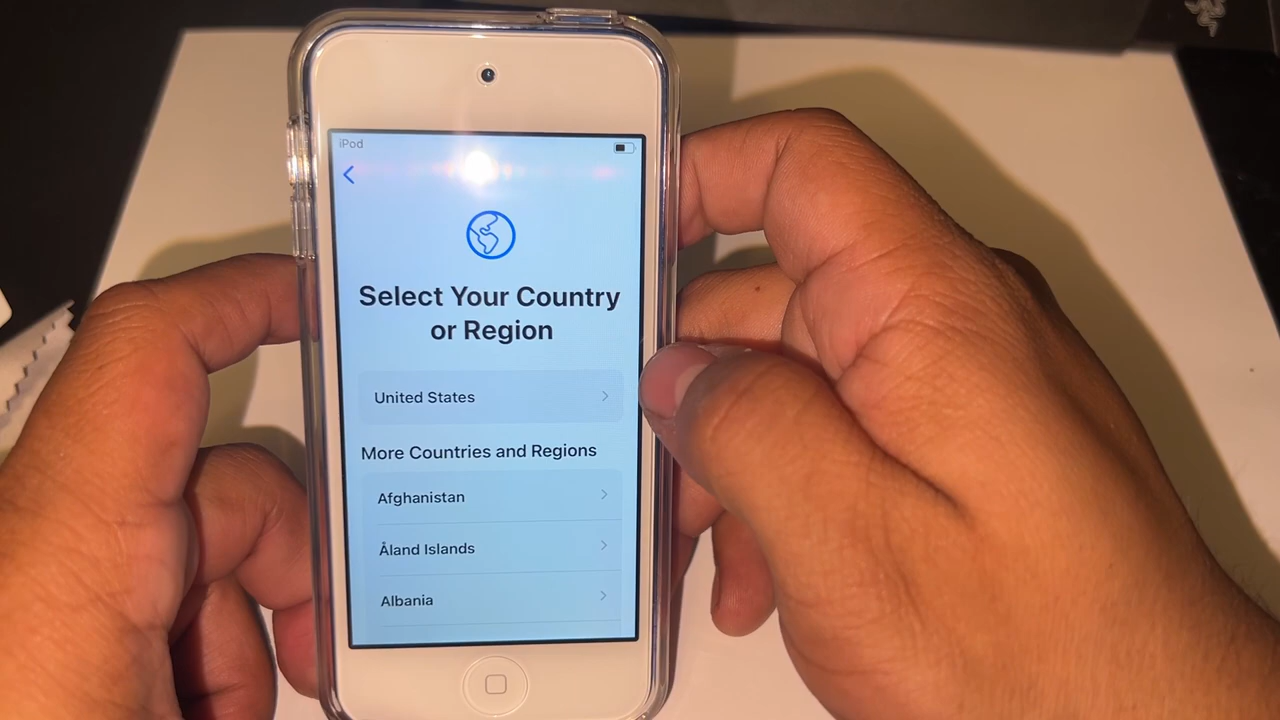 iPod
Select Your Country
or Region
United States
More Countries and Regions
Afghanistan
Åland Islands
Albania